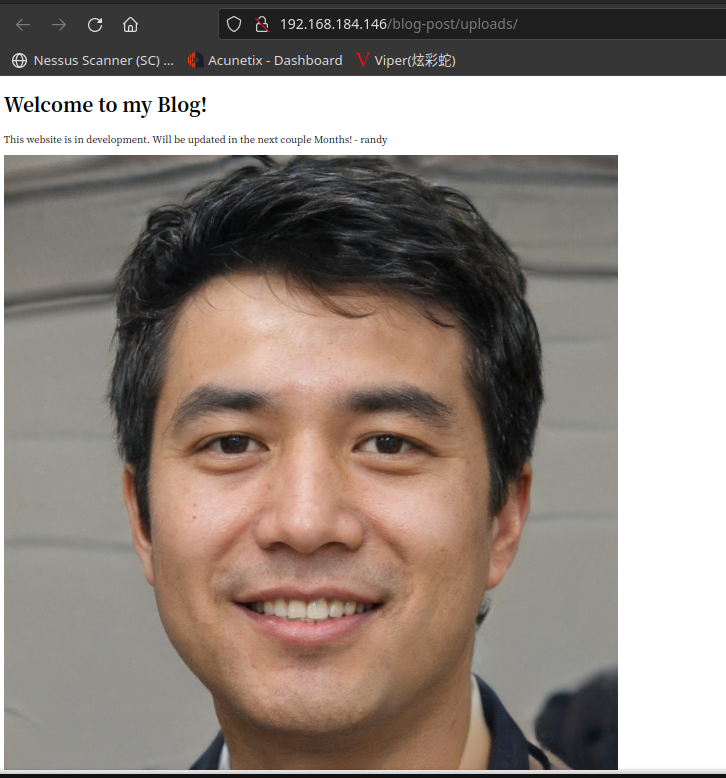 192.168.184.146/blog-post/uploads/
Nessus Scanner (SC) ... Acunetix - Dashboard V Viper(炫彩蛇)
Welcome to my Blog!
This website is in development. Will be updated in the next couple Months! - randy